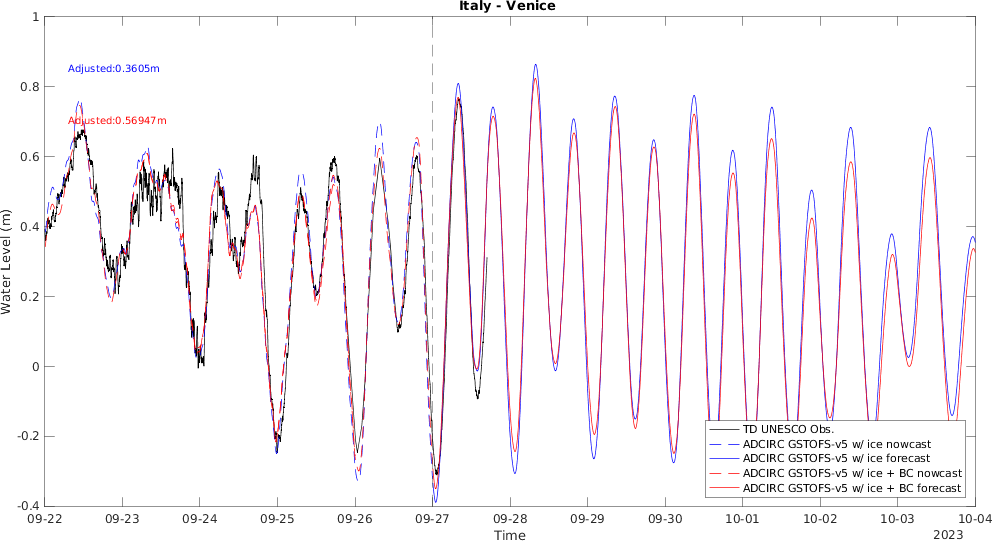 Italy - Venice
Adjusted:0.3605m
Adjusted:0.56947m
Water Level (m)
1
0.8
0.6
0.4
0.2
0
-0.2
-0.4
TD UNESCO Obs.
ADCIRC GSTOFS-v5 w/ ice nowcast
ADCIRC GSTOFS-v5 w/ ice forecast
ADCIRC GSTOFS-v5 w/ ice + BC nowcast
ADCIRC GSTOFS-v5 w/ ice + BC forecast
09-22 09-23 09-24 09-25 09-26 09-27 09-28 09-29 09-30 10-01 10-02 10-03 10-04
Time
2023